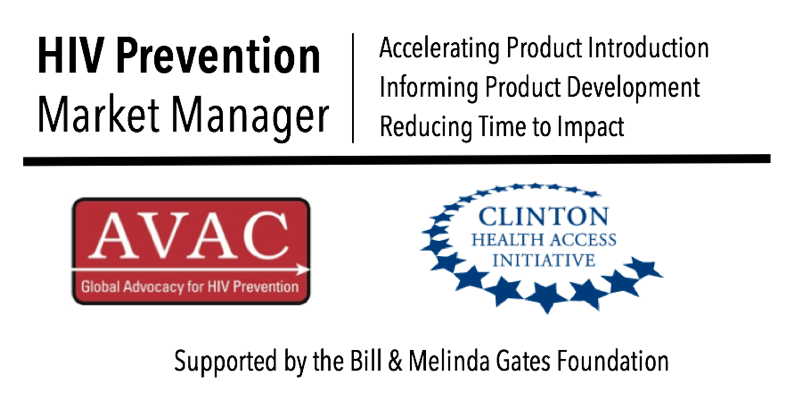 HIV Prevention
Market Manager
Accelerating Product Introduction
Informing Product Development
Reducing Time to Impact
AVAC
Global Advocacy for HIV Prevention
CLINTON
HEALTH ACCESS
INITIATIVE
Supported by the Bill & Melinda Gates Foundation